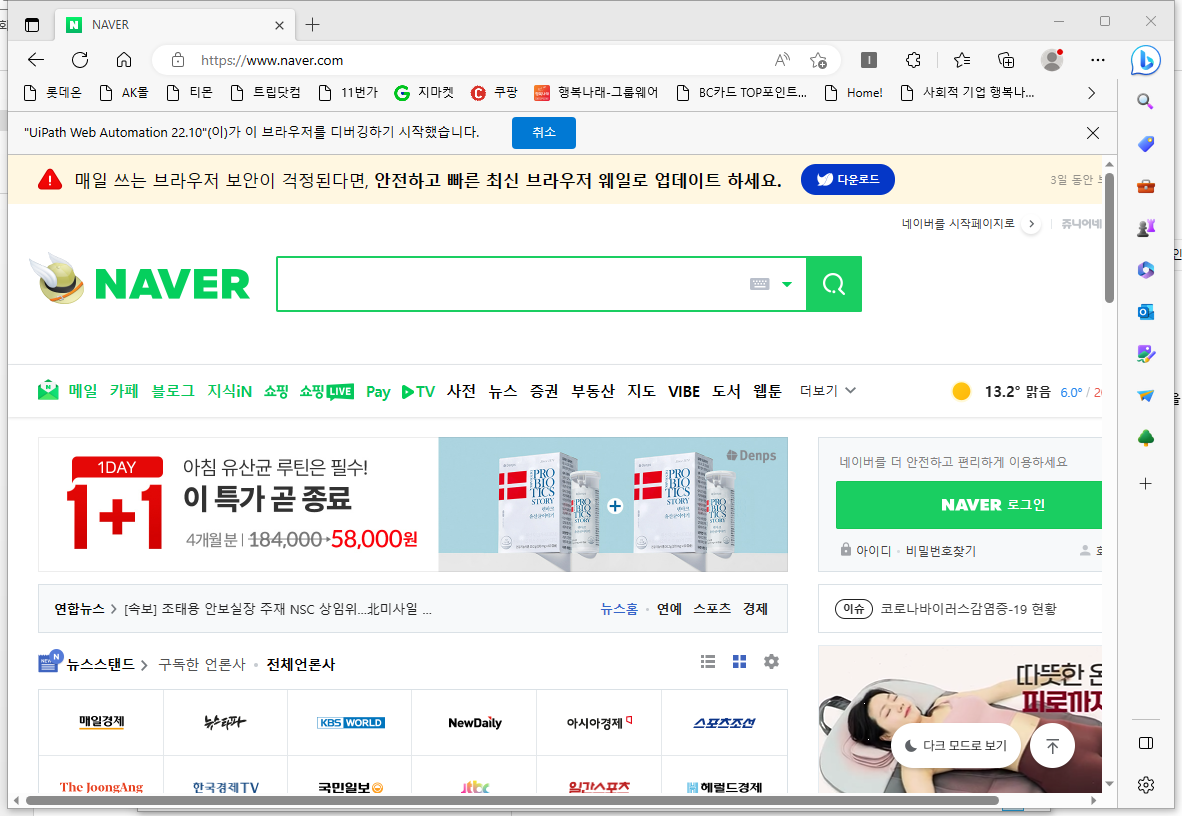 NAVER
https://www.naver.com
롯데온 AK몰 티몬 트립닷컴 11번가 지마켓 쿠팡 행복나래-그룹웨어 BC카드 TOP포인트... Home! 사회적 기업 행복나...
"UiPath Web Automation 22.10"(이)가 이 브라우저를 디버깅하기 시작했습니다. 취소
매일 쓰는 브라우저 보안이 걱정된다면, 안전하고 빠른 최신 브라우저 웨일로 업데이트 하세요. 다운로드 3일 동안
네이버를 시작페이지로 쥬니어네
NAVER
메일 카페 블로그 지식iN 쇼핑 쇼핑LIVE Pay TV 사전 뉴스 증권 부동산 지도 VIBE 도서 웹툰 더보기 13.2° 맑음 6.0° /
1DAY
1+1
아침 유산균 루틴은 필수!
이 특가 곧 종료
4개월분 | 184,000 58,000원
Denps
PRO
BIO
TICS
STORY
PRO
BIO
TICS
STORY
네이버를 더 안전하고 편리하게 이용하세요
NAVER 로그인
아이디 · 비밀번호찾기
연합뉴스 > [속보] 조태용 안보실장 주재 NSC 상임위...北미사일 ... 뉴스홈 · 연예 스포츠 경제
이슈 코로나바이러스감염증-19 현황
뉴스스탠드 > 구독한 언론사 · 전체언론사
매일경제 뉴스타파 KBS WORLD NewDaily 아시아경제 스포츠조선
The JoongAng 한국경제TV 국민일보 jtbc 일간스포츠 헤럴드경제
따뜻한 온
피로까지
다크 모드로 보기